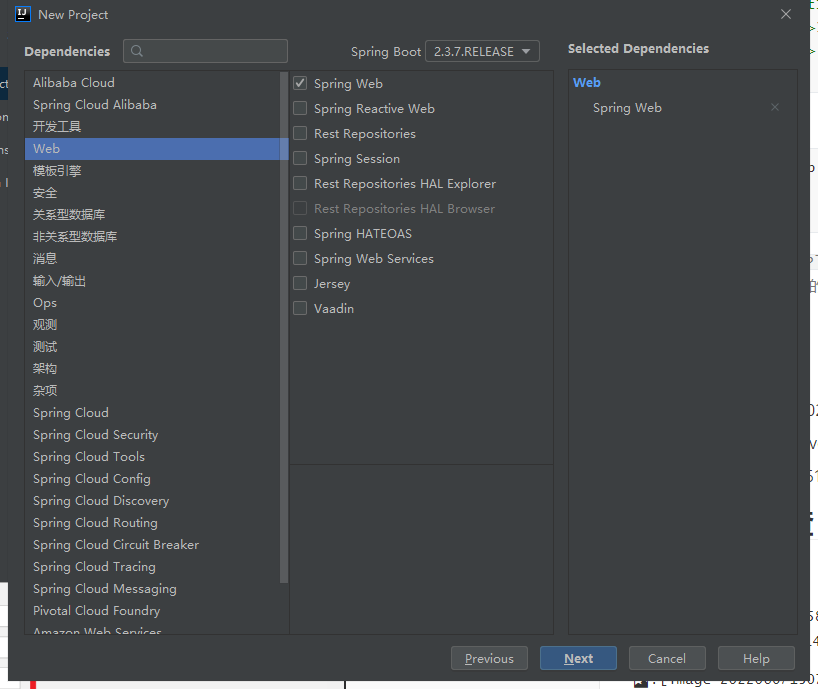 New Project
Dependencies
Spring Boot
2.3.7.RELEASE
Selected Dependencies
Alibaba Cloud
Spring Cloud Alibaba
开发工具
Web
模板引擎
安全
关系型数据库
非关系型数据库
消息
输入/输出
Ops
观测
测试
架构
杂项
Spring Cloud
Spring Cloud Security
Spring Cloud Tools
Spring Cloud Config
Spring Cloud Discovery
Spring Cloud Routing
Spring Cloud Circuit Breaker
Spring Cloud Tracing
Spring Cloud Messaging
Pivotal Cloud Foundry
Amazon Web Services
Spring Web
Spring Reactive Web
Rest Repositories
Spring Session
Rest Repositories HAL Explorer
Rest Repositories HAL Browser
Spring HATEOAS
Spring Web Services
Jersey
Vaadin
Web
Spring Web
Previous
Next
Cancel
Help